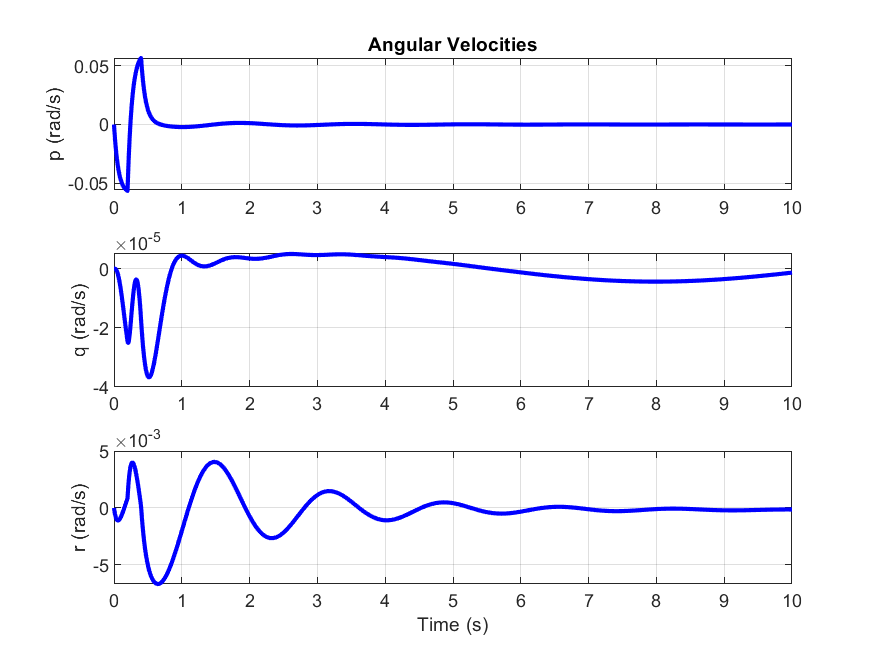 Angular Velocities
p (rad/s)
0.05
0
-0.05
0 1 2 3 4 5 6 7 8 9 10
×10-5
q (rad/s)
0
-2
-4
0 1 2 3 4 5 6 7 8 9 10
×10-3
r (rad/s)
5
0
-5
0 1 2 3 4 5 6 7 8 9 10
Time (s)